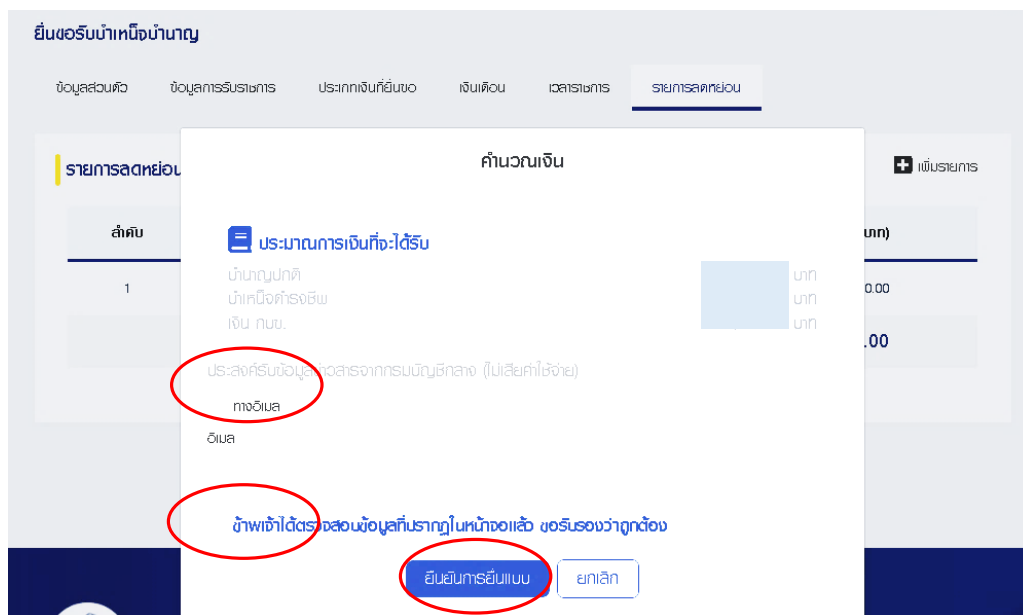 ยื่นขอรับบำเหน็จบำนาญ
ข้อมูลส่วนตัว ข้อมูลการรับราชการ ประเภทเงินที่ยื่นขอ เงินเดือน เวลาราชการ รายการลดหย่อน
คำนวณเงิน
รายการลดหย่อน
เพิ่มรายการ
ลำดับ
บาท)
ประมาณการเงินที่จะได้รับ
บำนาญปกติ บาท
1
0.00
บำเหน็จดำรงชีพ บาท
เงิน กบข. บาท
.00
ประสงค์รับข้อมูลข่าวสารจากกรมบัญชีกลาง (ไม่เสียค่าใช้จ่าย)
ทางอีเมล
อีเมล
ข้าพเจ้าได้ตรวจสอบข้อมูลที่ปรากฏในหน้าจอแล้ว ขอรับรองว่าถูกต้อง
ยืนยันการยื่นแบบ ยกเลิก